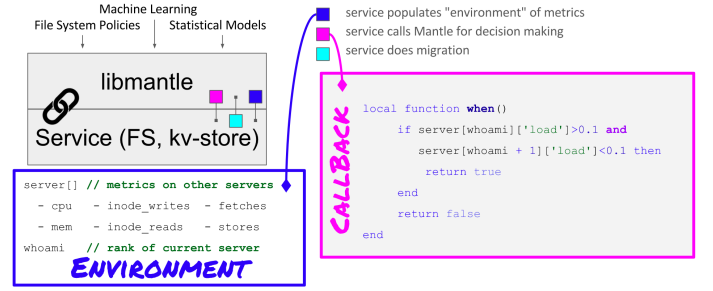 Machine Learning
File System Policies
Statistical Models
libmantle
Service (FS, kv-store)
service populates "environment" of metrics
service calls Mantle for decision making
service does migration
server[] // metrics on other servers
- cpu - inode_writes - fetches
- mem - inode_reads - stores
whoami // rank of current server
ENVIRONMENT
CALLBACK
local function when()
if server[whoami]['load']>0.1 and
server[whoami + 1]['load']<0.1 then
return true
end
return false
end